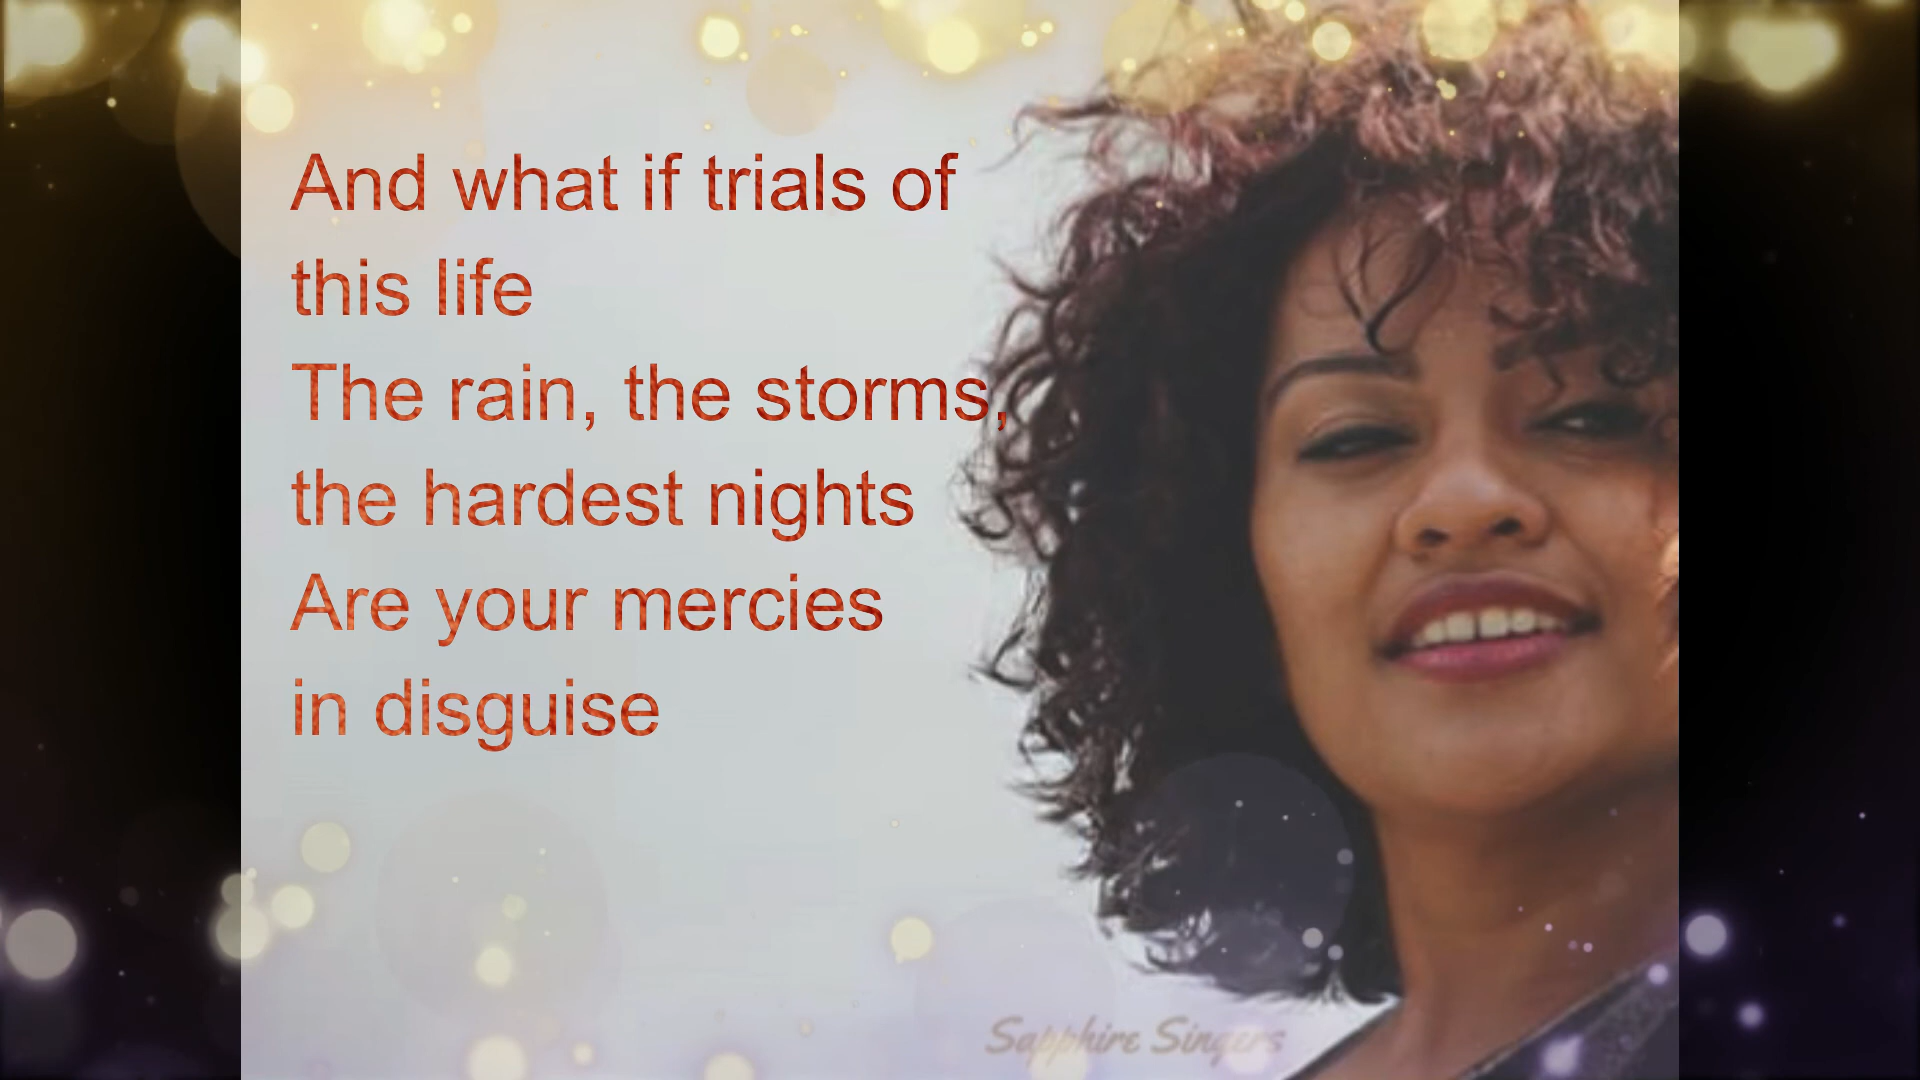 And what if trials of
this life
The rain, the storms,
the hardest nights
Are your mercies
in disguise
Sapphire Singers